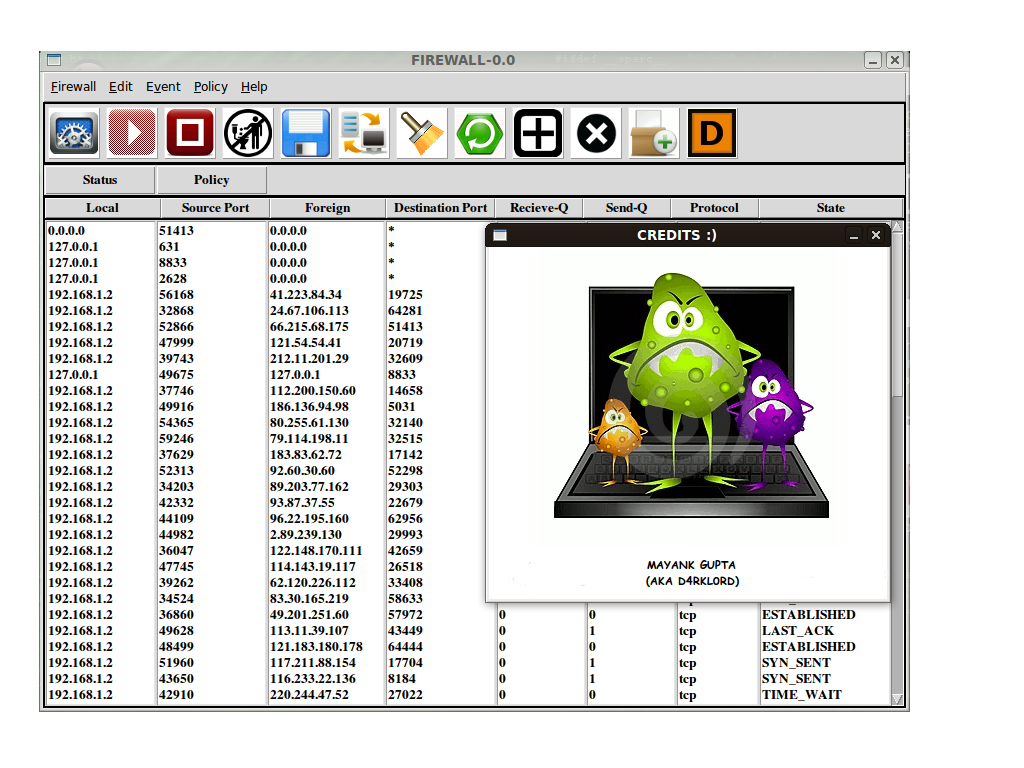 FIREWALL-0.0
Firewall Edit Event Policy Help
D
Status Policy
Local Source Port Foreign Destination Port Recieve-Q Send-Q Protocol State
0.0.0.0 51413 0.0.0.0 *
127.0.0.1 631 0.0.0.0 *
127.0.0.1 8833 0.0.0.0 *
127.0.0.1 2628 0.0.0.0 *
192.168.1.2 56168 41.223.84.34 19725
192.168.1.2 32868 24.67.106.113 64281
192.168.1.2 52866 66.215.68.175 51413
192.168.1.2 47999 121.54.54.41 20719
192.168.1.2 39743 212.11.201.29 32609
127.0.0.1 49675 127.0.0.1 8833
192.168.1.2 37746 112.200.150.60 14658
192.168.1.2 49916 186.136.94.98 5031
192.168.1.2 54365 80.255.61.130 32140
192.168.1.2 59246 79.114.198.11 32515
192.168.1.2 37629 183.83.62.72 17142
192.168.1.2 52313 92.60.30.60 52298
192.168.1.2 34203 89.203.77.162 29303
192.168.1.2 42332 93.87.37.55 22679
192.168.1.2 44109 96.22.195.160 62956
192.168.1.2 44982 2.89.239.130 29993
192.168.1.2 36047 122.148.170.111 42659
192.168.1.2 47745 114.143.19.117 26518
192.168.1.2 39262 62.120.226.112 33408
192.168.1.2 34524 83.30.165.219 58633
192.168.1.2 36860 49.201.251.60 57972 0 0 tcp ESTABLISHED
192.168.1.2 49628 113.11.39.107 43449 0 1 tcp LAST_ACK
192.168.1.2 48499 121.183.180.178 64444 0 0 tcp ESTABLISHED
192.168.1.2 51960 117.211.88.154 17704 0 1 tcp SYN_SENT
192.168.1.2 43650 116.233.22.136 8184 0 1 tcp SYN_SENT
192.168.1.2 42910 220.244.47.52 27022 0 0 tcp TIME_WAIT
CREDITS :)
MAYANK GUPTA
(AKA D4RKL0RD)